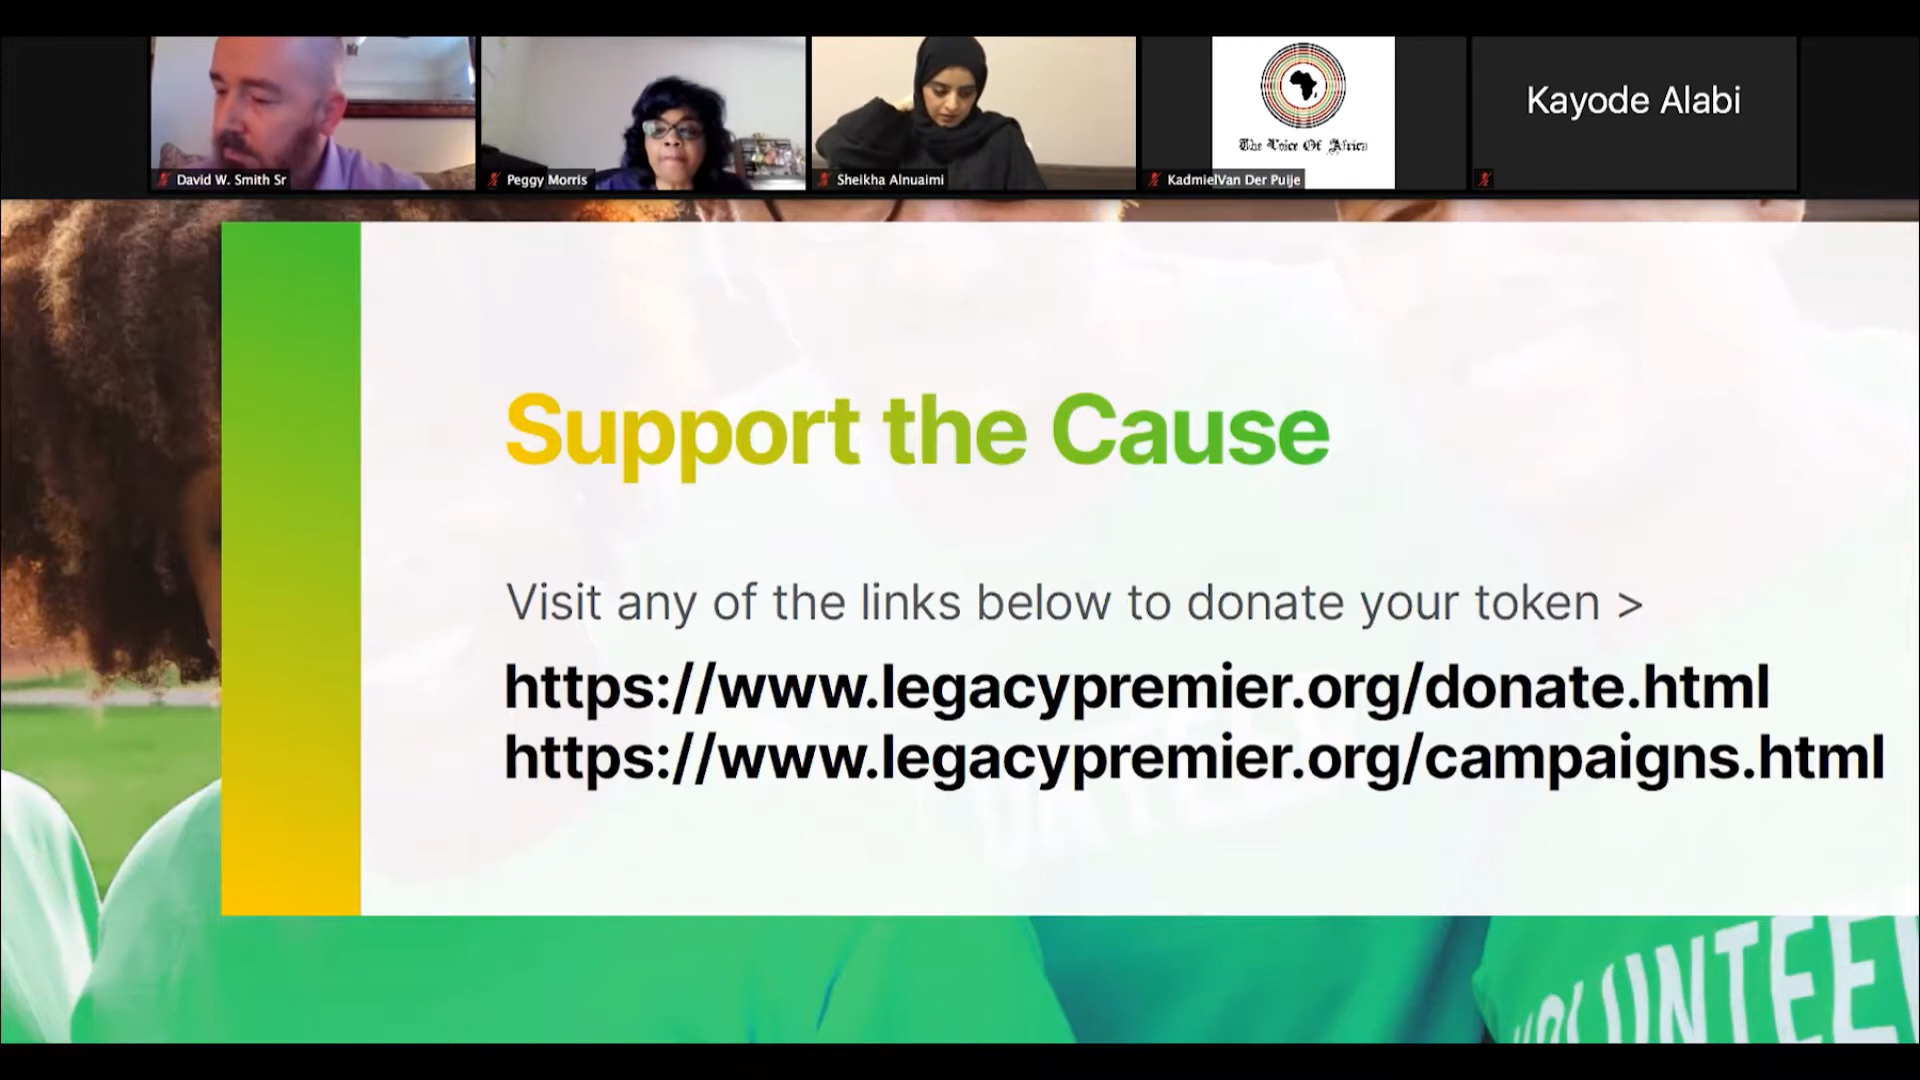 David W. Smith Sr
Peggy Morris
Sheikha Alnuaimi
The Voice Of Africa
KadmielVan Der Puije
Kayode Alabi
Support the Cause
Visit any of the links below to donate your token >
https://www.legacypremier.org/donate.html
https://www.legacypremier.org/campaigns.html
VOLUNTEE